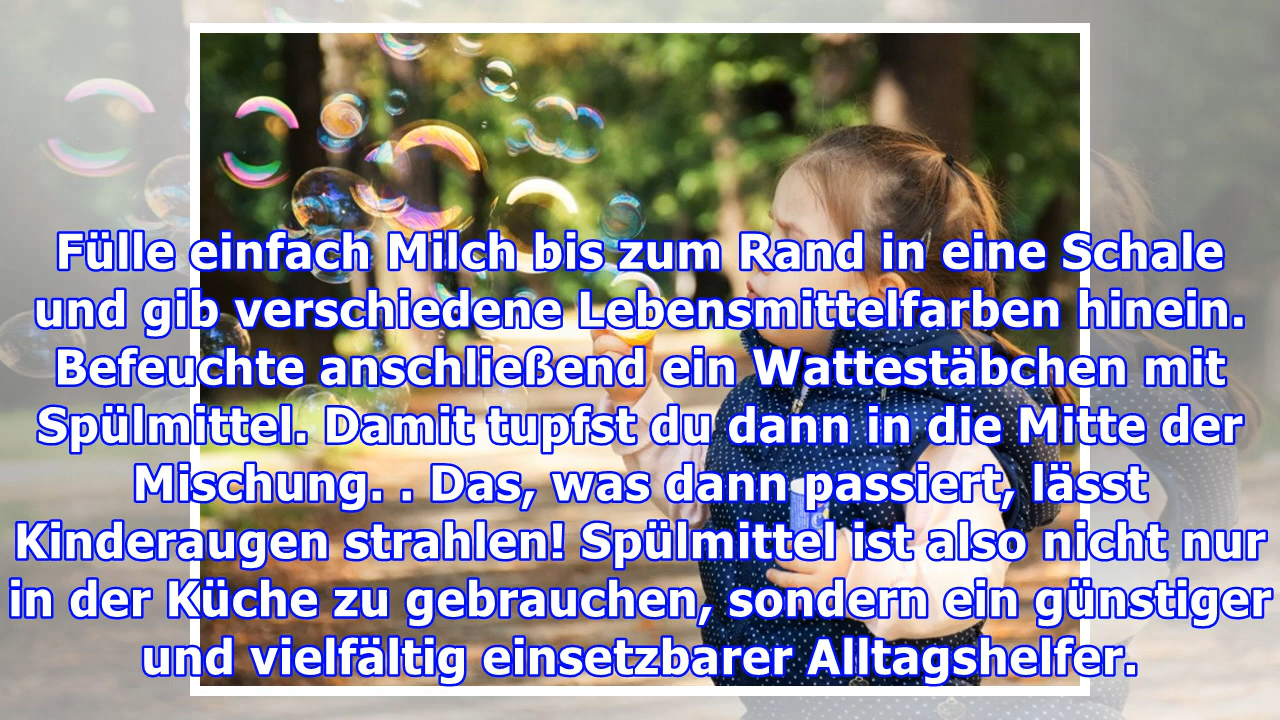 Fülle einfach Milch bis zum Rand in eine Schale
und gib verschiedene Lebensmittelfarben hinein.
Befeuchte anschließend ein Wattestäbchen mit
Spülmittel. Damit tupfst du dann in die Mitte der
Mischung. . Das, was dann passiert, lässt
Kinderaugen strahlen! Spülmittel ist also nicht nur
in der Küche zu gebrauchen, sondern ein günstiger
und vielfältig einsetzbarer Alltagshelfer.